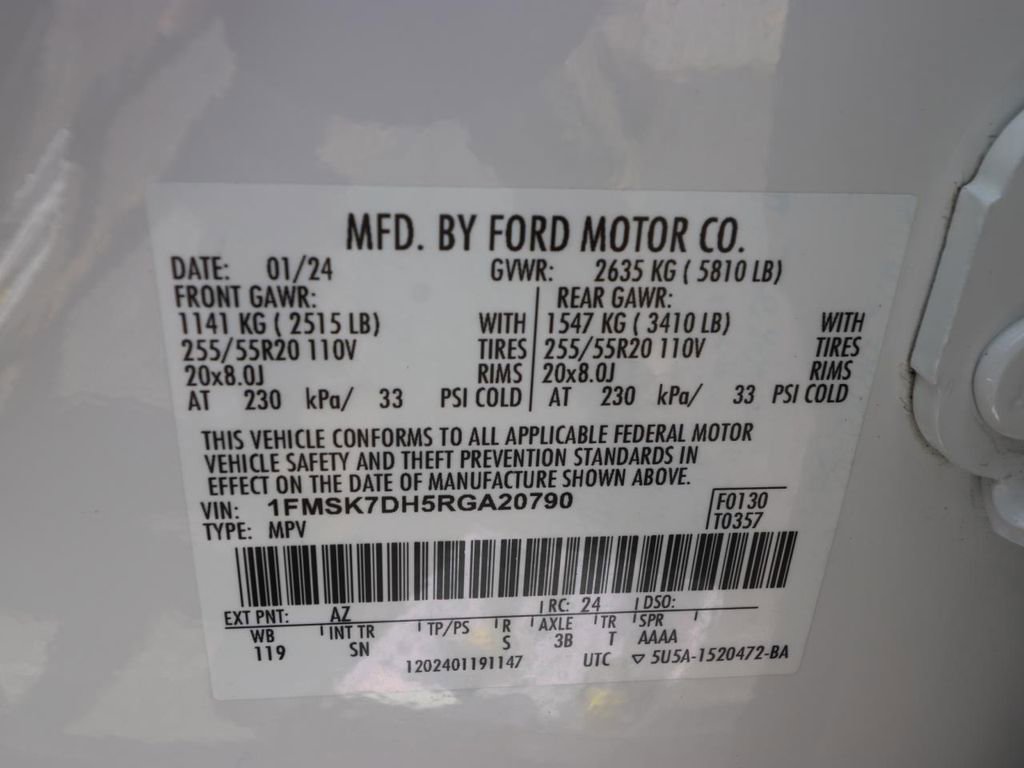 MFD. BY FORD MOTOR CO.
DATE: 01/24 GVWR: 2635 KG ( 5810 LB)
FRONT GAWR: REAR GAWR:
1141 KG ( 2515 LB) WITH 1547 KG ( 3410 LB) WITH
255/55R20 110V TIRES 255/55R20 110V TIRES
20x8.0J RIMS 20x8.0J RIMS
AT 230 kPa/ 33 PSI COLD AT 230 kPa/ 33 PSI COLD
THIS VEHICLE CONFORMS TO ALL APPLICABLE FEDERAL MOTOR
VEHICLE SAFETY AND THEFT PREVENTION STANDARDS IN
EFFECT ON THE DATE OF MANUFACTURE SHOWN ABOVE.
VIN: 1FMSK7DH5RGA20790 F0130
TYPE: MPV T0357
EXT PNT: AZ RC: 24 DSO:
WB INT TR TP/PS R AXLE TR SPR
119 SN S 3B T AAAA
1202401191147 UTC ▽ 5U5A-1520472-BA